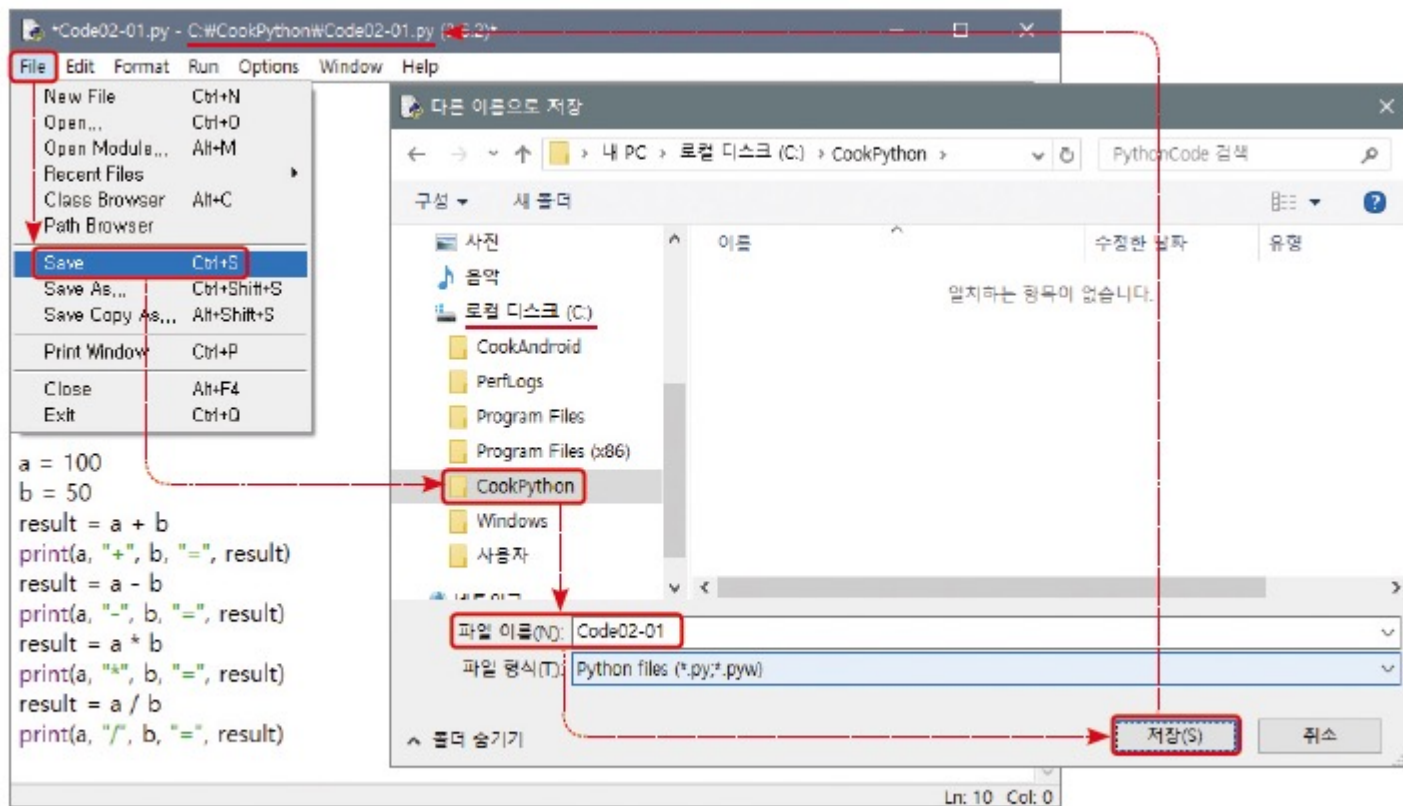 *Code02-01.py - C:₩CookPython₩Code02-01.py
File Edit Format Run Options Window Help
New File Ctrl+N
Open... Ctrl+O
Open Module... Alt+M
Recent Files
Class Browser Alt+C
Path Browser
Save Ctrl+S
Save As... Ctrl+Shift+S
Save Copy As... Alt+Shift+S
Print Window Ctrl+P
Close Alt+F4
Exit Ctrl+Q
a = 100
b = 50
result = a + b
print(a, "+", b, "=", result)
result = a - b
print(a, "-", b, "=", result)
result = a * b
print(a, "*", b, "=", result)
result = a / b
print(a, "/", b, "=", result)
다른 이름으로 저장
내 PC > 로컬 디스크 (C:) > CookPython >
PythonCode 검색
구성 새 폴더
사진
음악
로컬 디스크 (C:)
CookAndroid
PerfLogs
Program Files
Program Files (x86)
CookPython
Windows
사용자
이름 수정한 날짜 유형
일치하는 항목이 없습니다.
파일 이름(N): Code02-01
파일 형식(T): Python files (*.py;*.pyw)
폴더 숨기기
저장(S) 취소
Ln: 10 Col: 0